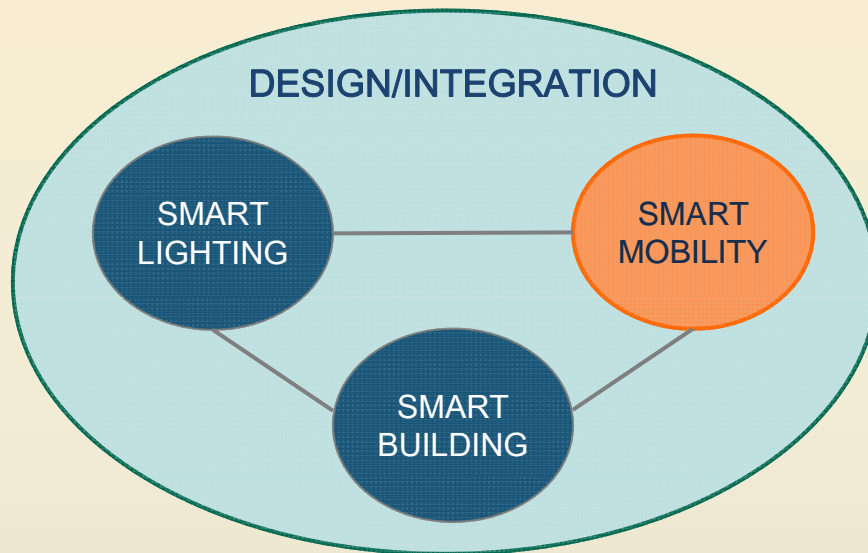 DESIGN/INTEGRATION
SMART
LIGHTING
SMART
MOBILITY
SMART
BUILDING